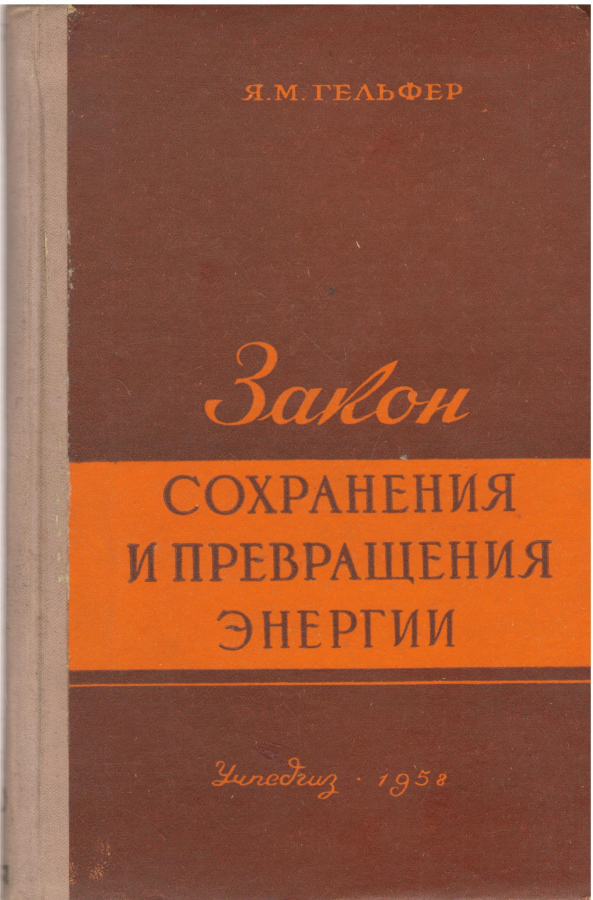 Я.М. ГЕЛЬФЕР
Закон
СОХРАНЕНИЯ
И ПРЕВРАЩЕНИЯ
ЭНЕРГИИ
Учпедгиз · 1958